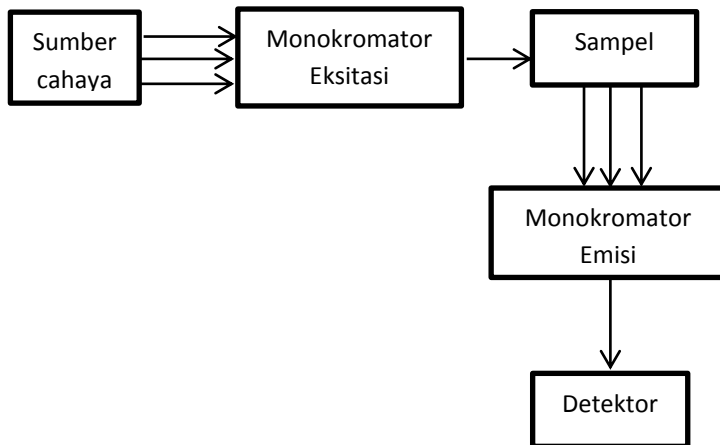 Sumber
cahaya
Monokromator
Eksitasi
Sampel
Monokromator
Emisi
Detektor